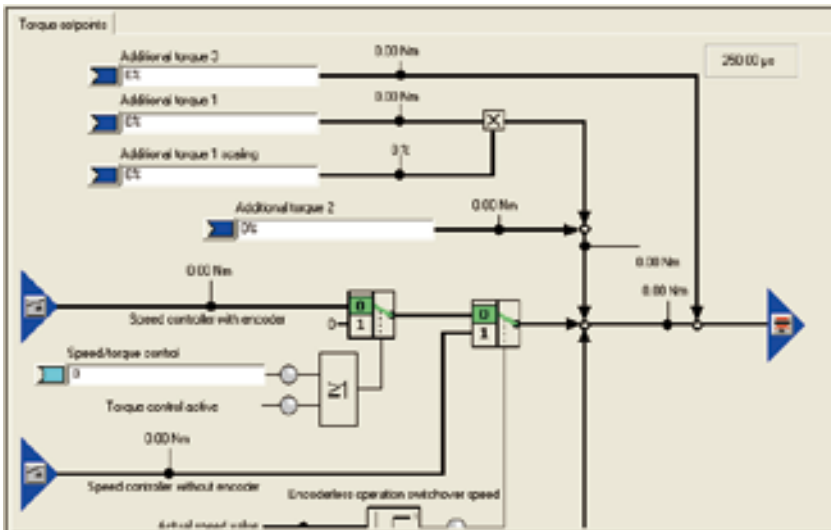 Torque setpoints
Additional torque 3
0.00 Nm
250.00 µs
0%
Additional torque 1
0.00 Nm
0%
Additional torque 1 scaling
0 %
0%
Additional torque 2
0.00 Nm
0%
0.00 Nm
0.00 Nm
0.00 Nm
0
1
0
1
Speed controller with encoder
0
Speed/torque control
0
≥1
Torque control active
0.00 Nm
Speed controller without encoder
Encoderless operation switchover speed
Actual speed value